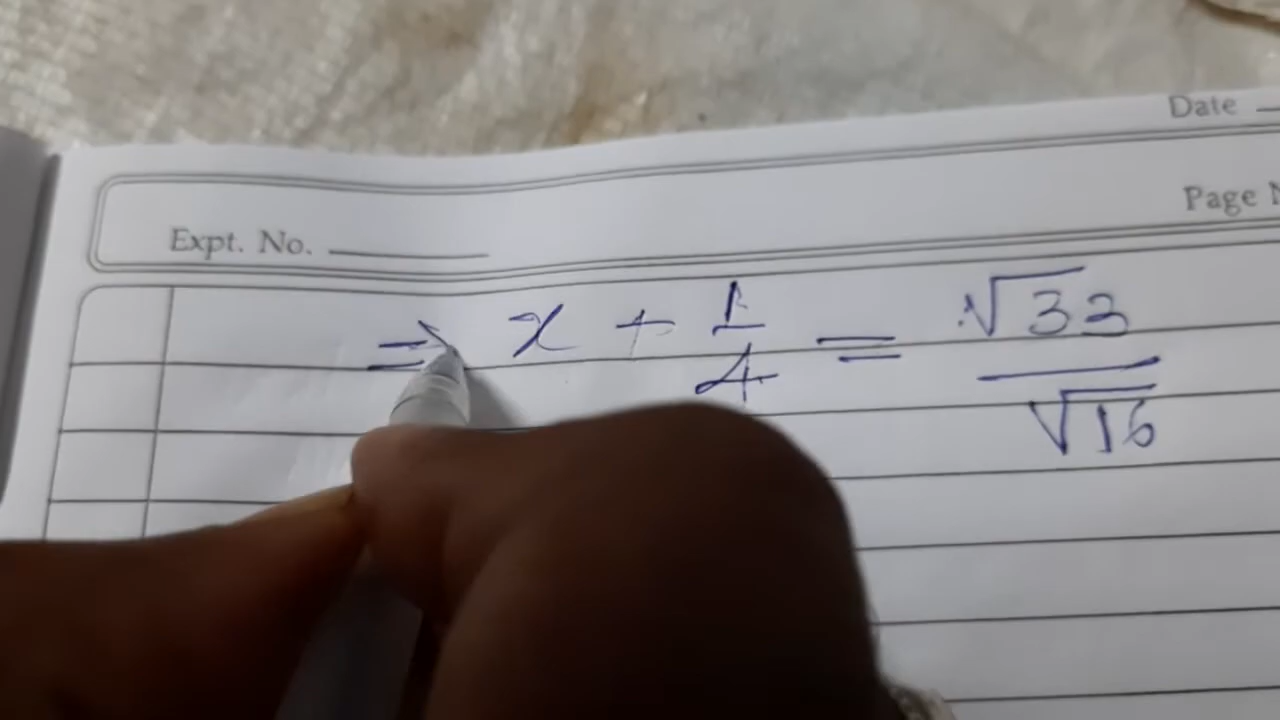 Date
Page N
Expt. No.
⇒ x + 1/4 = √33/√16